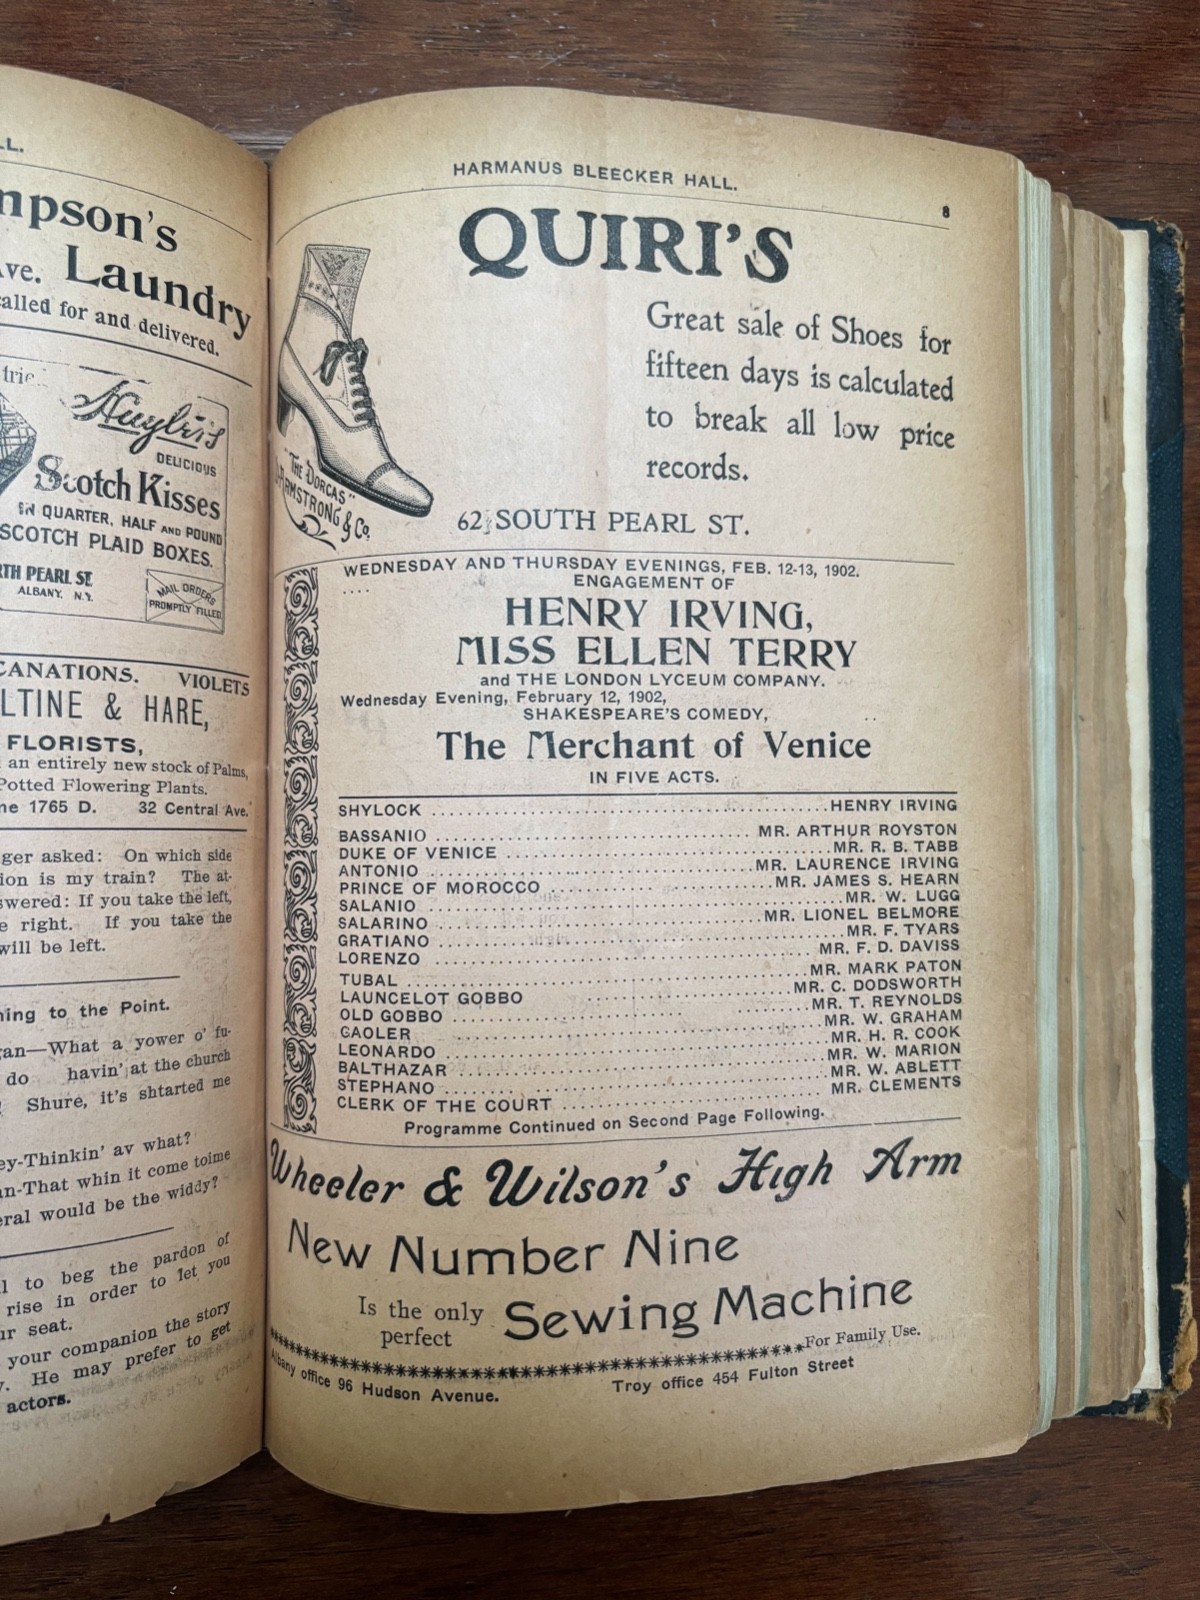 LL.
mpson's
Ave. Laundry
called for and delivered.
tric
Huyler's
DELICIOUS
Scotch Kisses
IN QUARTER, HALF AND POUND
SCOTCH PLAID BOXES.
RTH PEARL ST
ALBANY. N.Y.
MAIL ORDERS
PROMPTLY FILLED
CANATIONS. VIOLETS
LTINE & HARE,
FLORISTS,
an entirely new stock of Palms,
Potted Flowering Plants.
ne 1765 D. 32 Central Ave.
ger asked: On which side
ion is my train? The at-
swered: If you take the left,
e right. If you take the
will be left.
ning to the Point.
gan—What a yower o' fu-
do havin' at the church
Shure, it's shtarted me
ey-Thinkin' av what?
an-That whin it come toime
eral would be the widdy?
l to beg the pardon of
rise in order to let you
ur seat.
your companion the story
y. He may prefer to get
actors.
HARMANUS BLEECKER HALL.
8
QUIRI'S
Great sale of Shoes for
fifteen days is calculated
to break all low price
records.
"THE DORCAS"
ARMSTRONG & Co.
62½ SOUTH PEARL ST.
WEDNESDAY AND THURSDAY EVENINGS, FEB. 12-13, 1902.
ENGAGEMENT OF
HENRY IRVING,
MISS ELLEN TERRY
and THE LONDON LYCEUM COMPANY.
Wednesday Evening, February 12, 1902,
SHAKESPEARE'S COMEDY,
The Merchant of Venice
IN FIVE ACTS.
SHYLOCK ........ HENRY IRVING
BASSANIO ........ MR. ARTHUR ROYSTON
DUKE OF VENICE ........ MR. R. B. TABB
ANTONIO ........ MR. LAURENCE IRVING
PRINCE OF MOROCCO ........ MR. JAMES S. HEARN
SALANIO ........ MR. W. LUGG
SALARINO ........ MR. LIONEL BELMORE
GRATIANO ........ MR. F. TYARS
LORENZO ........ MR. F. D. DAVISS
TUBAL ........ MR. MARK PATON
LAUNCELOT GOBBO ........ MR. C. DODSWORTH
OLD GOBBO ........ MR. T. REYNOLDS
GAOLER ........ MR. W. GRAHAM
LEONARDO ........ MR. H. R. COOK
BALTHAZAR ........ MR. W. MARION
STEPHANO ........ MR. W. ABLETT
CLERK OF THE COURT ........ MR. CLEMENTS
Programme Continued on Second Page Following.
Wheeler & Wilson's High Arm
New Number Nine
Is the only perfect Sewing Machine
For Family Use.
Albany office 96 Hudson Avenue. Troy office 454 Fulton Street